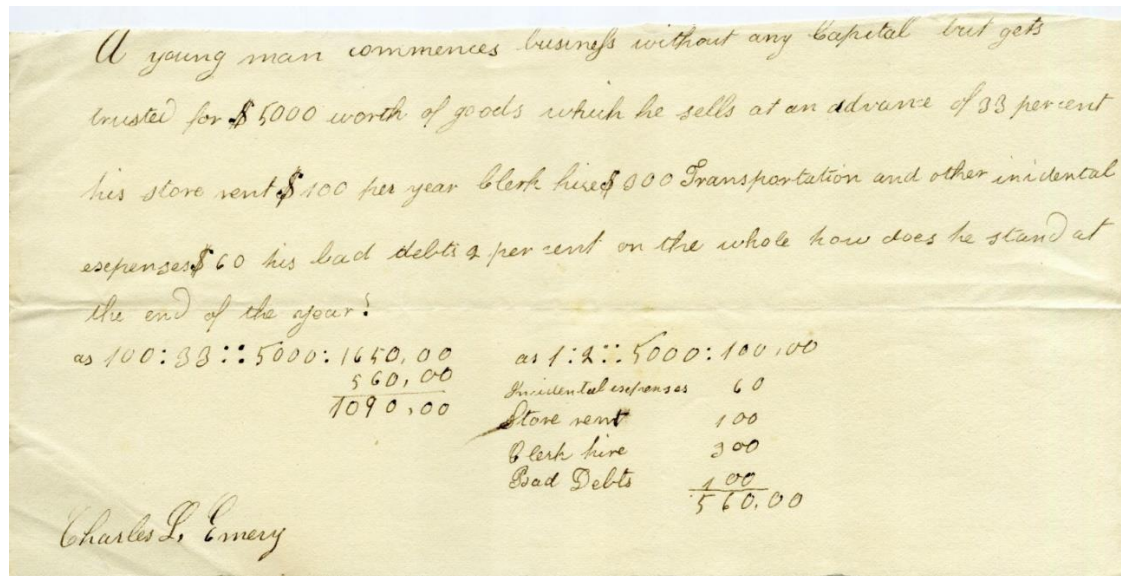 A young man commences business without any Capital but gets
trusted for $5000 worth of goods which he sells at an advance of 33 percent
his store rent $100 per year Clerk hire $300 Transportation and other inidental
expenses $60 his bad debts 2 per cent on the whole how does he stand at
the end of the year?
as 100:33::5000:1650,00
560,00
1090,00
as 1:2::5000:100,00
Incidental expenses 60
Store rent 100
Clerk hire 300
Bad Debts 100
560,00
Charles L. Emery